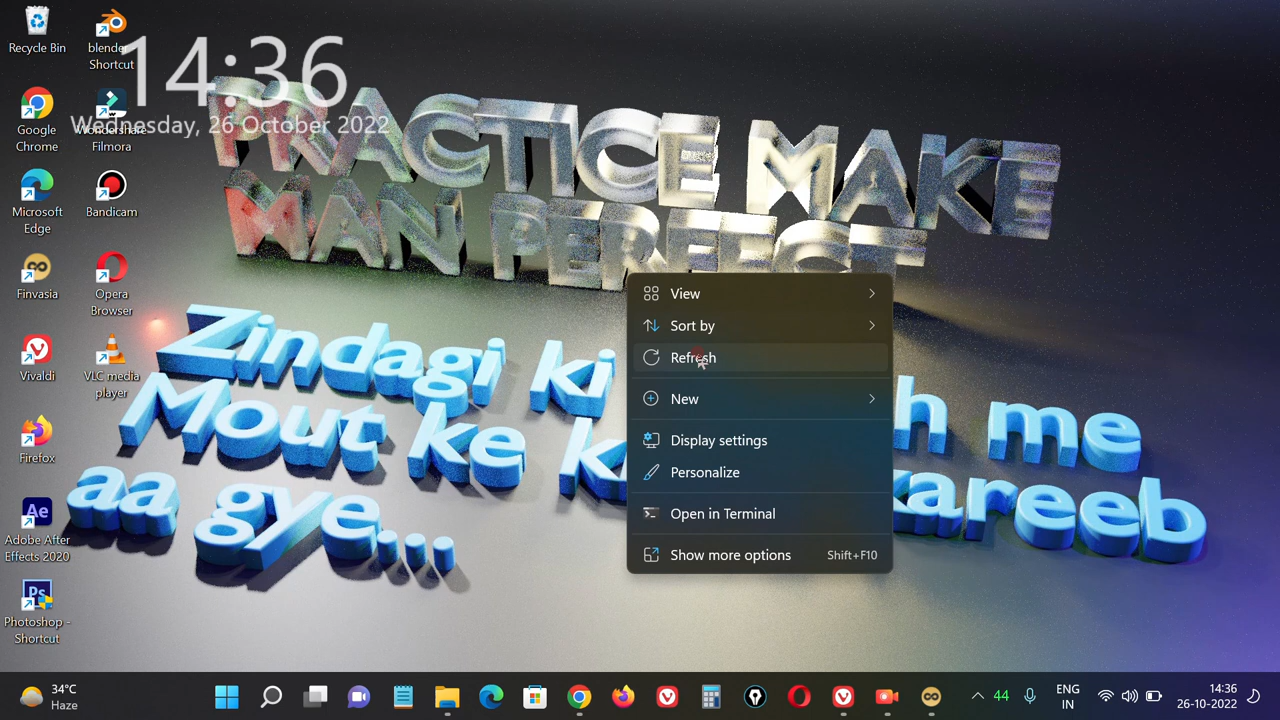 Recycle Bin
blender
Shortcut
14:36
Wednesday, 26 October 2022
Google
Chrome
Wondershare
Filmora
PRACTICE MAKE
MAN PERFECT
Microsoft
Edge
Bandicam
Finvasia
Opera
Browser
Vivaldi
VLC media
player
Firefox
Adobe After
Effects 2020
Photoshop -
Shortcut
Zindagi ki h me
Mout ke k kareeb
aa gye....
View
Sort by
Refresh
New
Display settings
Personalize
Open in Terminal
Show more options Shift+F10
34°C
Haze
44
ENG
IN
14:36
26-10-2022